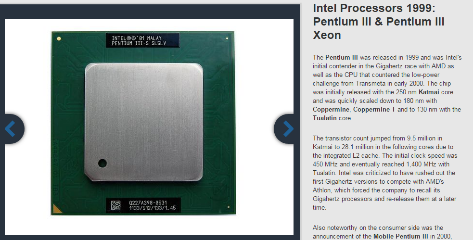 Intel Processors 1999:
Pentium III & Pentium III
Xeon
The Pentium III was released in 1999 and was Intel's
initial contender in the Gigahertz race with AMD as
well as the CPU that countered the low-power
challenge from Transmeta in early 2000. The chip
was initially released with the 250 nm Katmai core
and was quickly scaled down to 180 nm with
Coppermine, Coppermine T and to 130 nm with the
Tualatin core.
The transistor count jumped from 9.5 million in
Katmai to 28.1 million in the following cores due to
the integrated L2 cache. The initial clock speed was
450 MHz and eventually reached 1,400 MHz with
Tualatin. Intel was criticized to have rushed out the
first Gigahertz versions to compete with AMD's
Athlon, which forced the company to recall its
Gigahertz processors and re-release them at a later
time.
Also noteworthy on the consumer side was the
announcement of the Mobile Pentium III in 2000.
MALAY
PENTIUM III-S